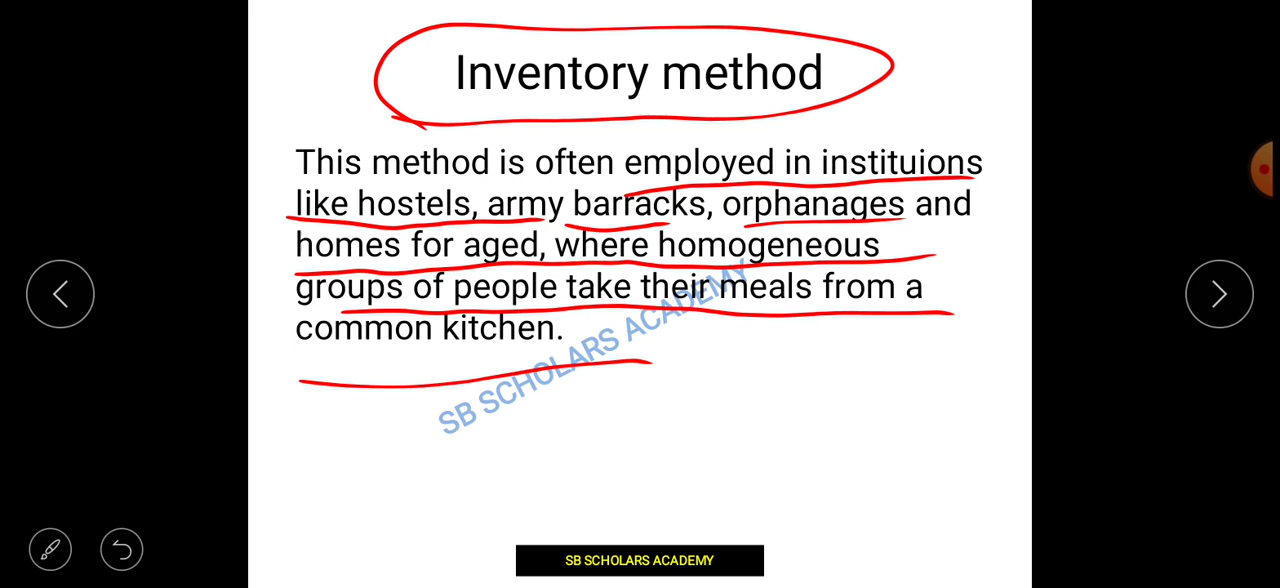 Inventory method
This method is often employed in instituions
like hostels, army barracks, orphanages and
homes for aged, where homogeneous
groups of people take their meals from a
common kitchen.
SB SCHOLARS ACADEMY
SB SCHOLARS ACADEMY